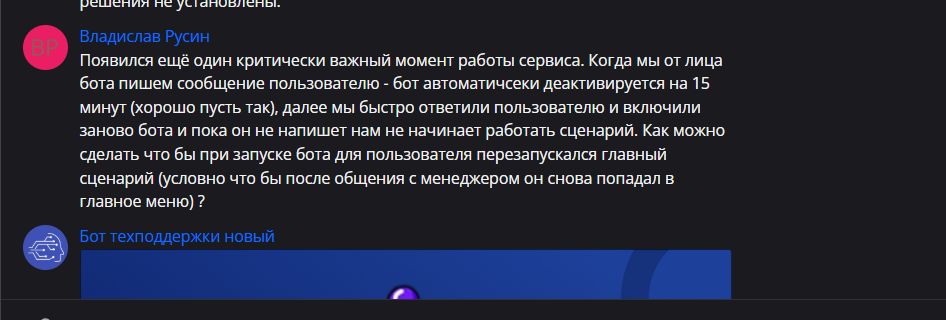 решения не установлены.
ВР
Владислав Русин
Появился ещё один критически важный момент работы сервиса. Когда мы от лица
бота пишем сообщение пользователю - бот автоматичсеки деактивируется на 15
минут (хорошо пусть так), далее мы быстро ответили пользователю и включили
заново бота и пока он не напишет нам не начинает работать сценарий. Как можно
сделать что бы при запуске бота для пользователя перезапускался главный
сценарий (условно что бы после общения с менеджером он снова попадал в
главное меню) ?
Бот техподдержки новый